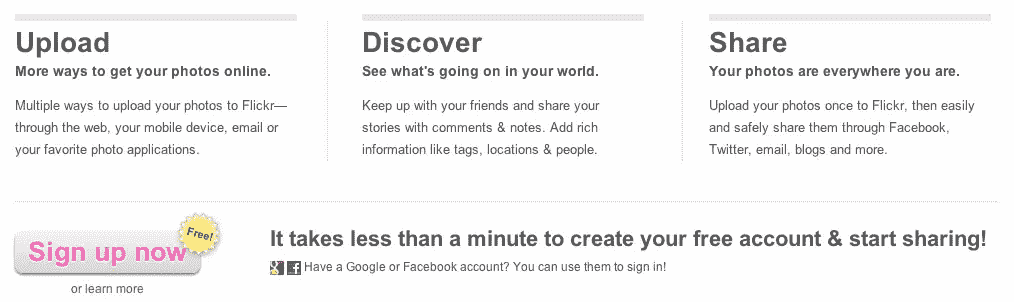 Upload
More ways to get your photos online.
Multiple ways to upload your photos to Flickr—
through the web, your mobile device, email or
your favorite photo applications.
Discover
See what's going on in your world.
Keep up with your friends and share your
stories with comments & notes. Add rich
information like tags, locations & people.
Share
Your photos are everywhere you are.
Upload your photos once to Flickr, then easily
and safely share them through Facebook,
Twitter, email, blogs and more.
Sign up now
Free!
or learn more
It takes less than a minute to create your free account & start sharing!
Have a Google or Facebook account? You can use them to sign in!